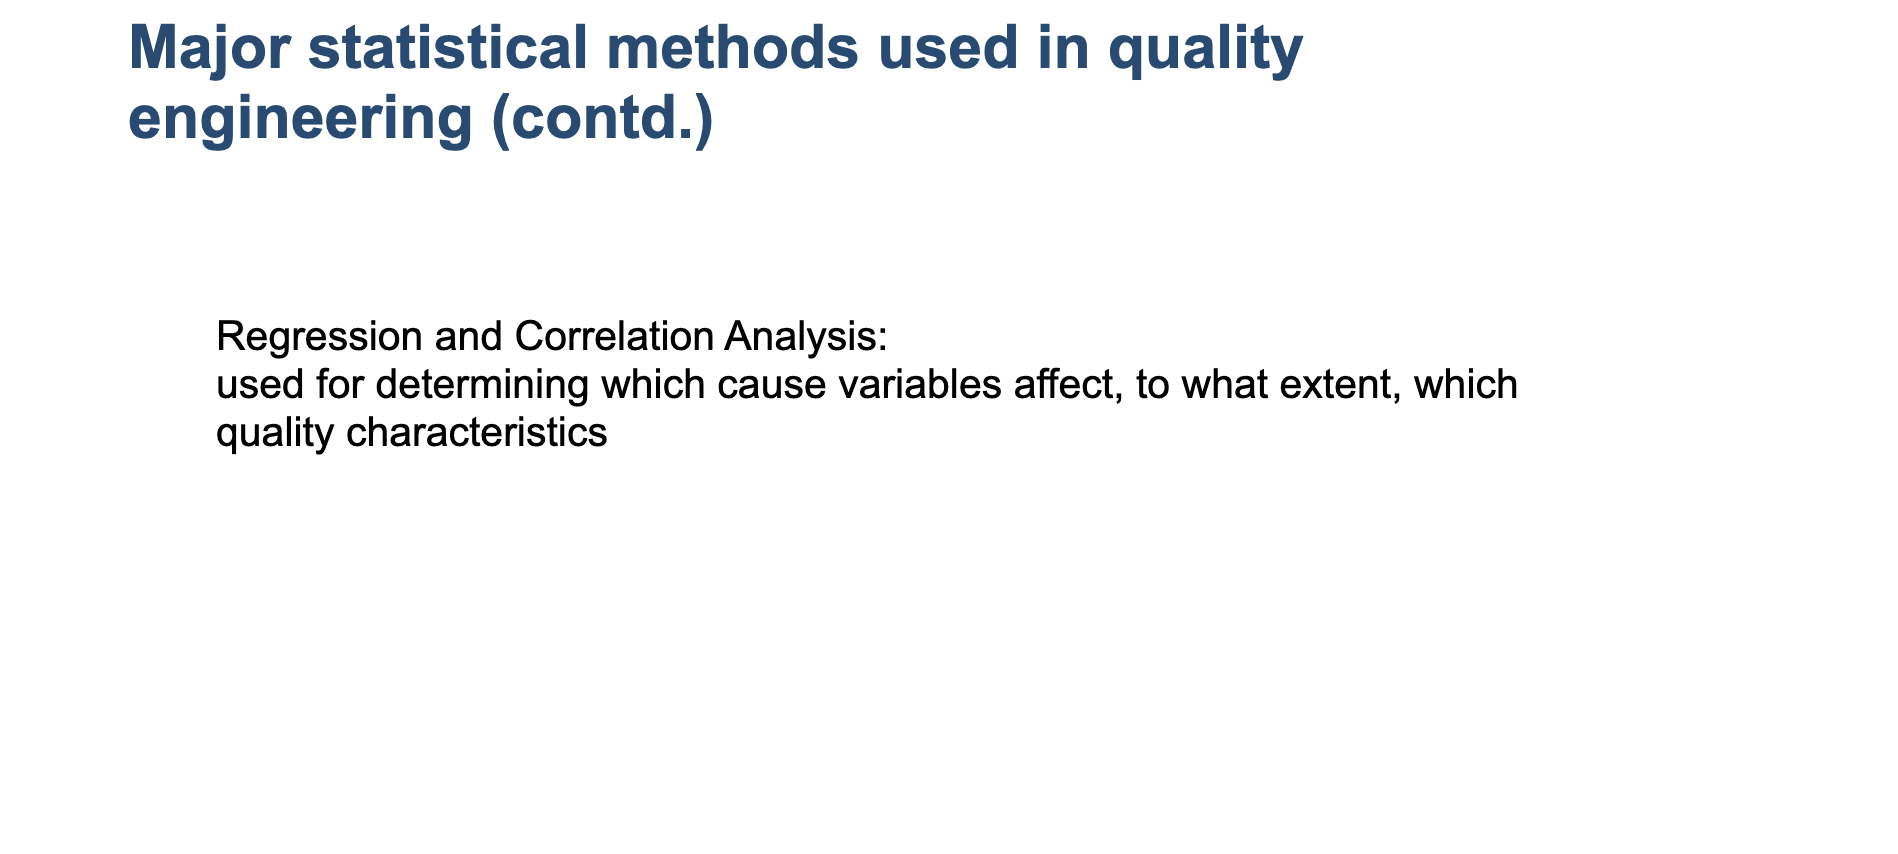 Major statistical methods used in quality
engineering (contd.)
Regression and Correlation Analysis:
used for determining which cause variables affect, to what extent, which
quality characteristics